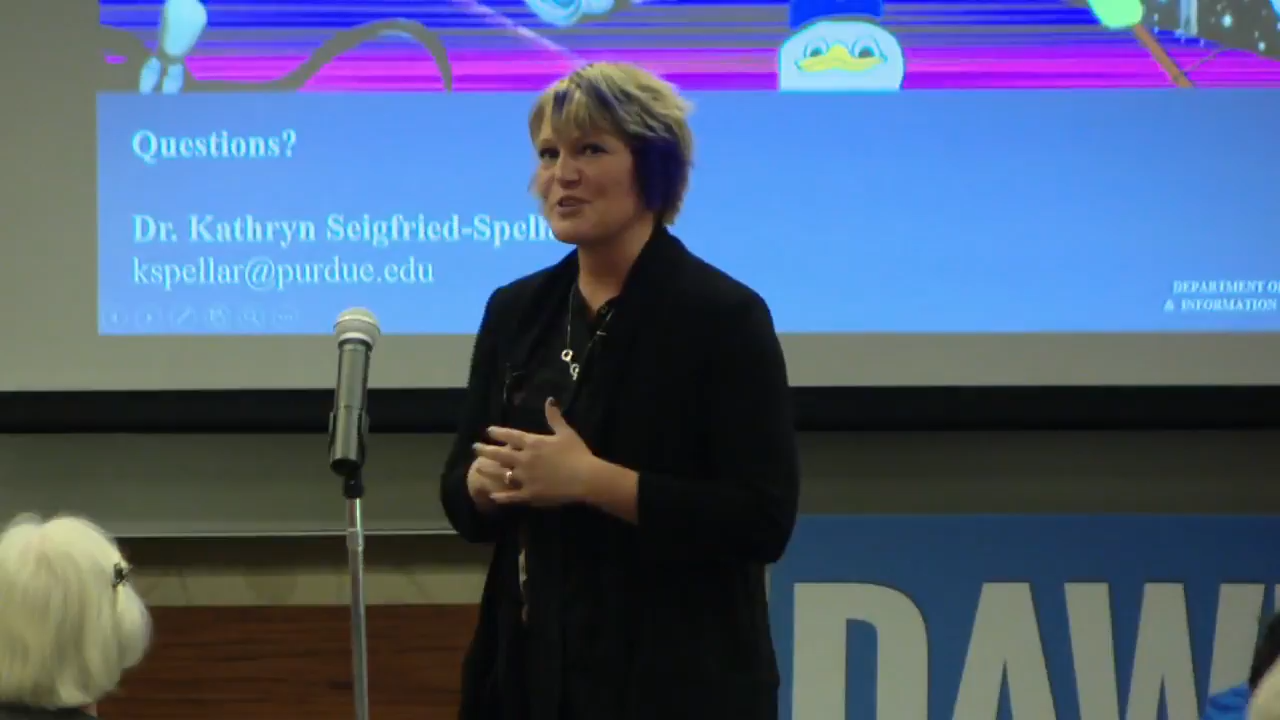 Questions?
Dr. Kathryn Seigfried-Spell
kspellar@purdue.edu
DEPARTMENT O
& INFORMATION
DAW